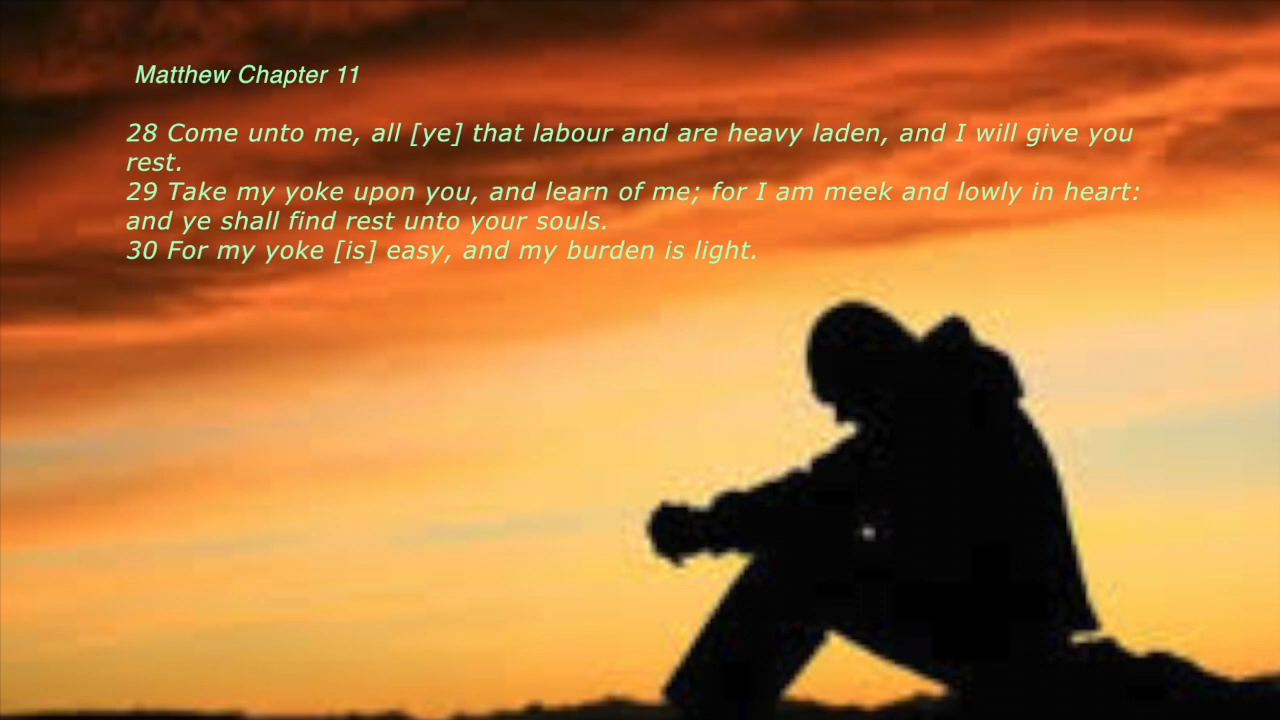 Matthew Chapter 11
28 Come unto me, all [ye] that labour and are heavy laden, and I will give you
rest.
29 Take my yoke upon you, and learn of me; for I am meek and lowly in heart:
and ye shall find rest unto your souls.
30 For my yoke [is] easy, and my burden is light.